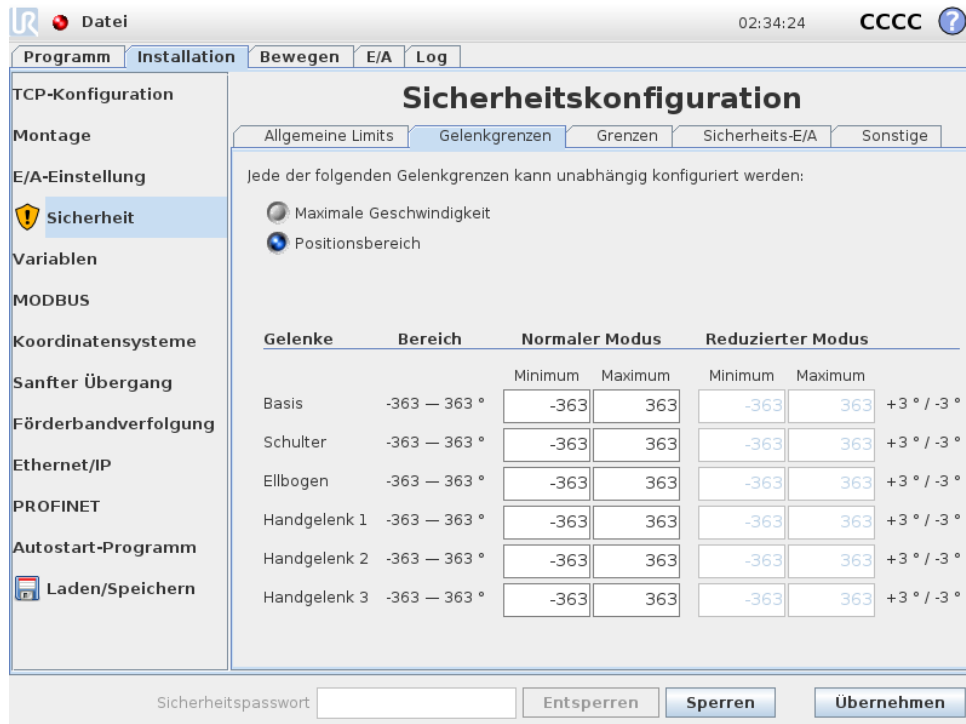 UR Datei 02:34:24 CCCC ?
Programm Installation Bewegen E/A Log
TCP-Konfiguration
Montage
E/A-Einstellung
Sicherheit
Variablen
MODBUS
Koordinatensysteme
Sanfter Übergang
Förderbandverfolgung
Ethernet/IP
PROFINET
Autostart-Programm
Laden/Speichern
Sicherheitskonfiguration
Allgemeine Limits Gelenkgrenzen Grenzen Sicherheits-E/A Sonstige
Jede der folgenden Gelenkgrenzen kann unabhängig konfiguriert werden:
Maximale Geschwindigkeit
Positionsbereich
Gelenke Bereich Normaler Modus Reduzierter Modus
Minimum Maximum Minimum Maximum
Basis -363 — 363 ° -363 363 -363 363 +3 ° / -3 °
Schulter -363 — 363 ° -363 363 -363 363 +3 ° / -3 °
Ellbogen -363 — 363 ° -363 363 -363 363 +3 ° / -3 °
Handgelenk 1 -363 — 363 ° -363 363 -363 363 +3 ° / -3 °
Handgelenk 2 -363 — 363 ° -363 363 -363 363 +3 ° / -3 °
Handgelenk 3 -363 — 363 ° -363 363 -363 363 +3 ° / -3 °
Sicherheitspasswort Entsperren Sperren Übernehmen